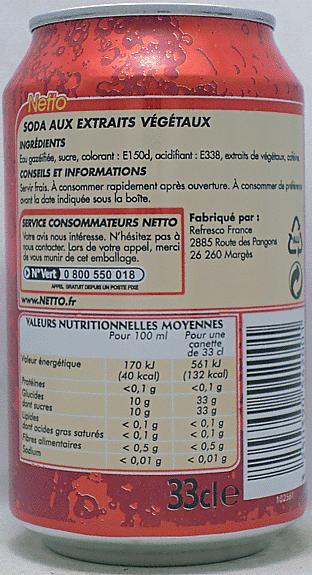 Netto
SODA AUX EXTRAITS VÉGÉTAUX
INGRÉDIENTS
Eau gazéifiée, sucre, colorant : E150d, acidifiant : E338, extraits de végétaux, caféine.
CONSEILS ET INFORMATIONS
Servir frais. À consommer rapidement après ouverture. À consommer de préférence
avant la date indiquée sous la boîte.
SERVICE CONSOMMATEURS NETTO
Votre avis nous intéresse. N'hésitez pas à
nous contacter. Lors de votre appel, merci
de vous munir de cet emballage.
N°Vert 0 800 550 018
APPEL GRATUIT DEPUIS UN POSTE FIXE
www.NETTO.fr
Fabriqué par :
Refresco France
2885 Route des Pangons
26 260 Margès
VALEURS NUTRITIONNELLES MOYENNES
Pour 100 ml Pour une canette de 33 cl
Valeur énergétique 170 kJ 561 kJ
(40 kcal) (132 kcal)
Protéines <0,1 g <0,1 g
Glucides 10 g 33 g
dont sucres 10 g 33 g
Lipides < 0,1 g < 0,1 g
dont acides gras saturés < 0,1 g < 0,1 g
Fibres alimentaires < 0,5 g < 0,5 g
Sodium < 0,01 g < 0,01 g
33cl e